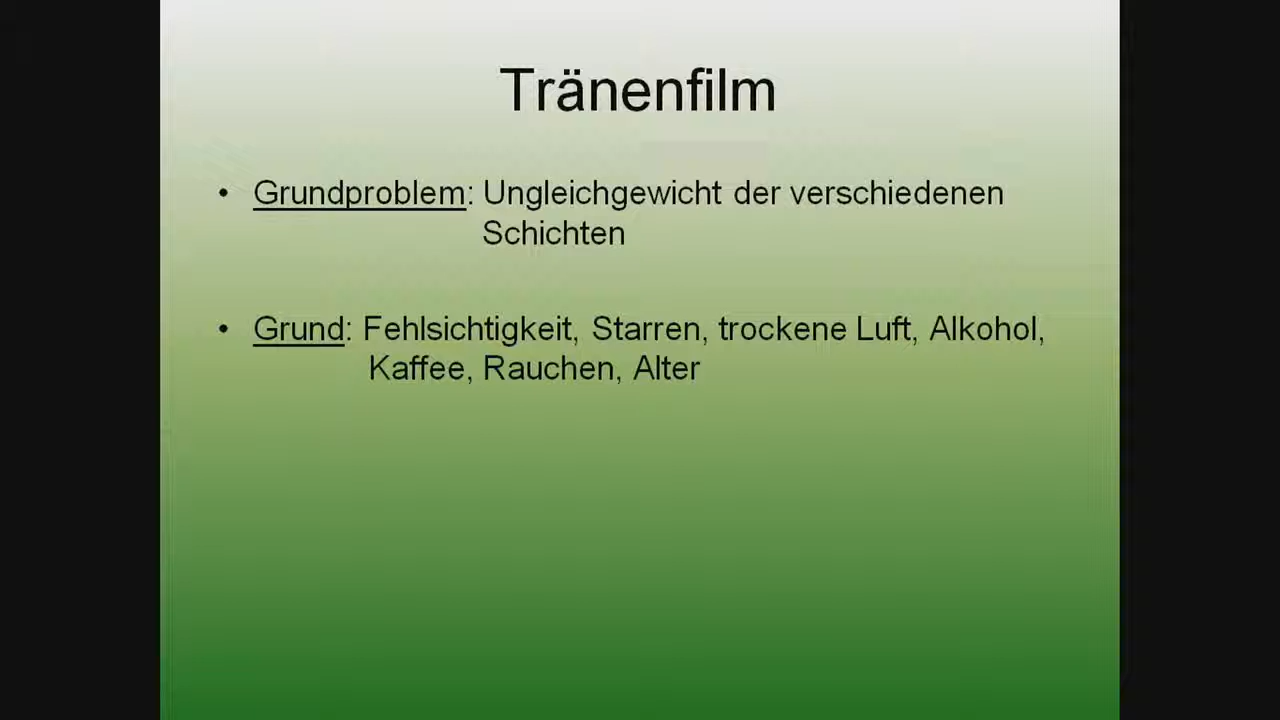 Tränenfilm
• Grundproblem: Ungleichgewicht der verschiedenen
Schichten
• Grund: Fehlsichtigkeit, Starren, trockene Luft, Alkohol,
Kaffee, Rauchen, Alter